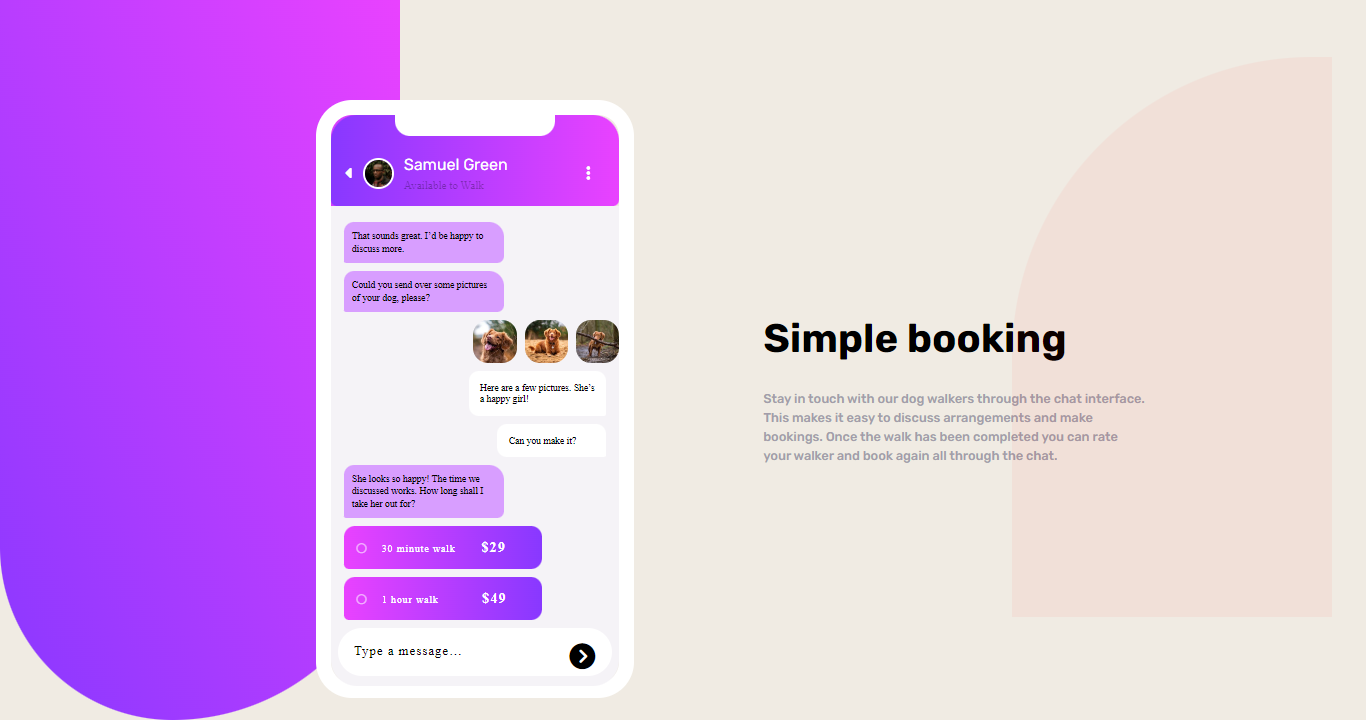 Samuel Green
Available to Walk
That sounds great. I’d be happy to
discuss more.
Could you send over some pictures
of your dog, please?
Here are a few pictures. She’s
a happy girl!
Can you make it?
She looks so happy! The time we
discussed works. How long shall I
take her out for?
30 minute walk $29
1 hour walk $49
Type a message…
Simple booking
Stay in touch with our dog walkers through the chat interface.
This makes it easy to discuss arrangements and make
bookings. Once the walk has been completed you can rate
your walker and book again all through the chat.